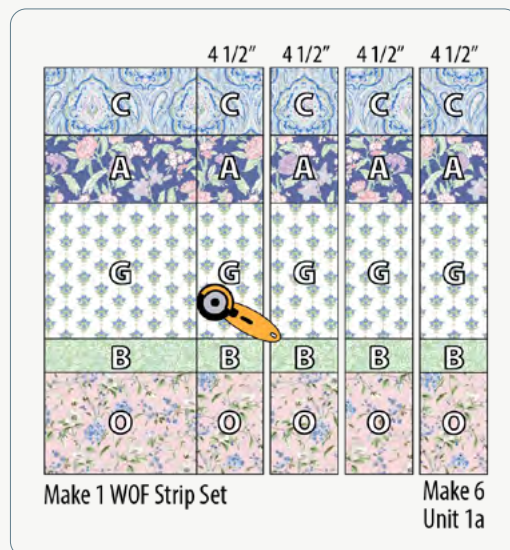 4 1/2" 4 1/2" 4 1/2" 4 1/2"
C C C C C
A A A A A
G G G G G
B B B B B
O O O O O
Make 1 WOF Strip Set
Make 6
Unit 1a